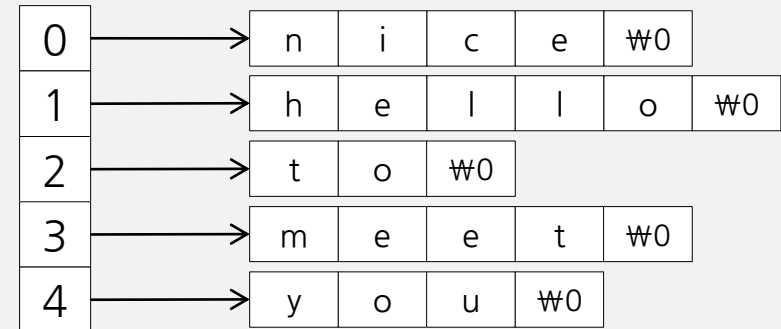 0 n i c e ₩0
1 h e l l o ₩0
2 t o ₩0
3 m e e t ₩0
4 y o u ₩0